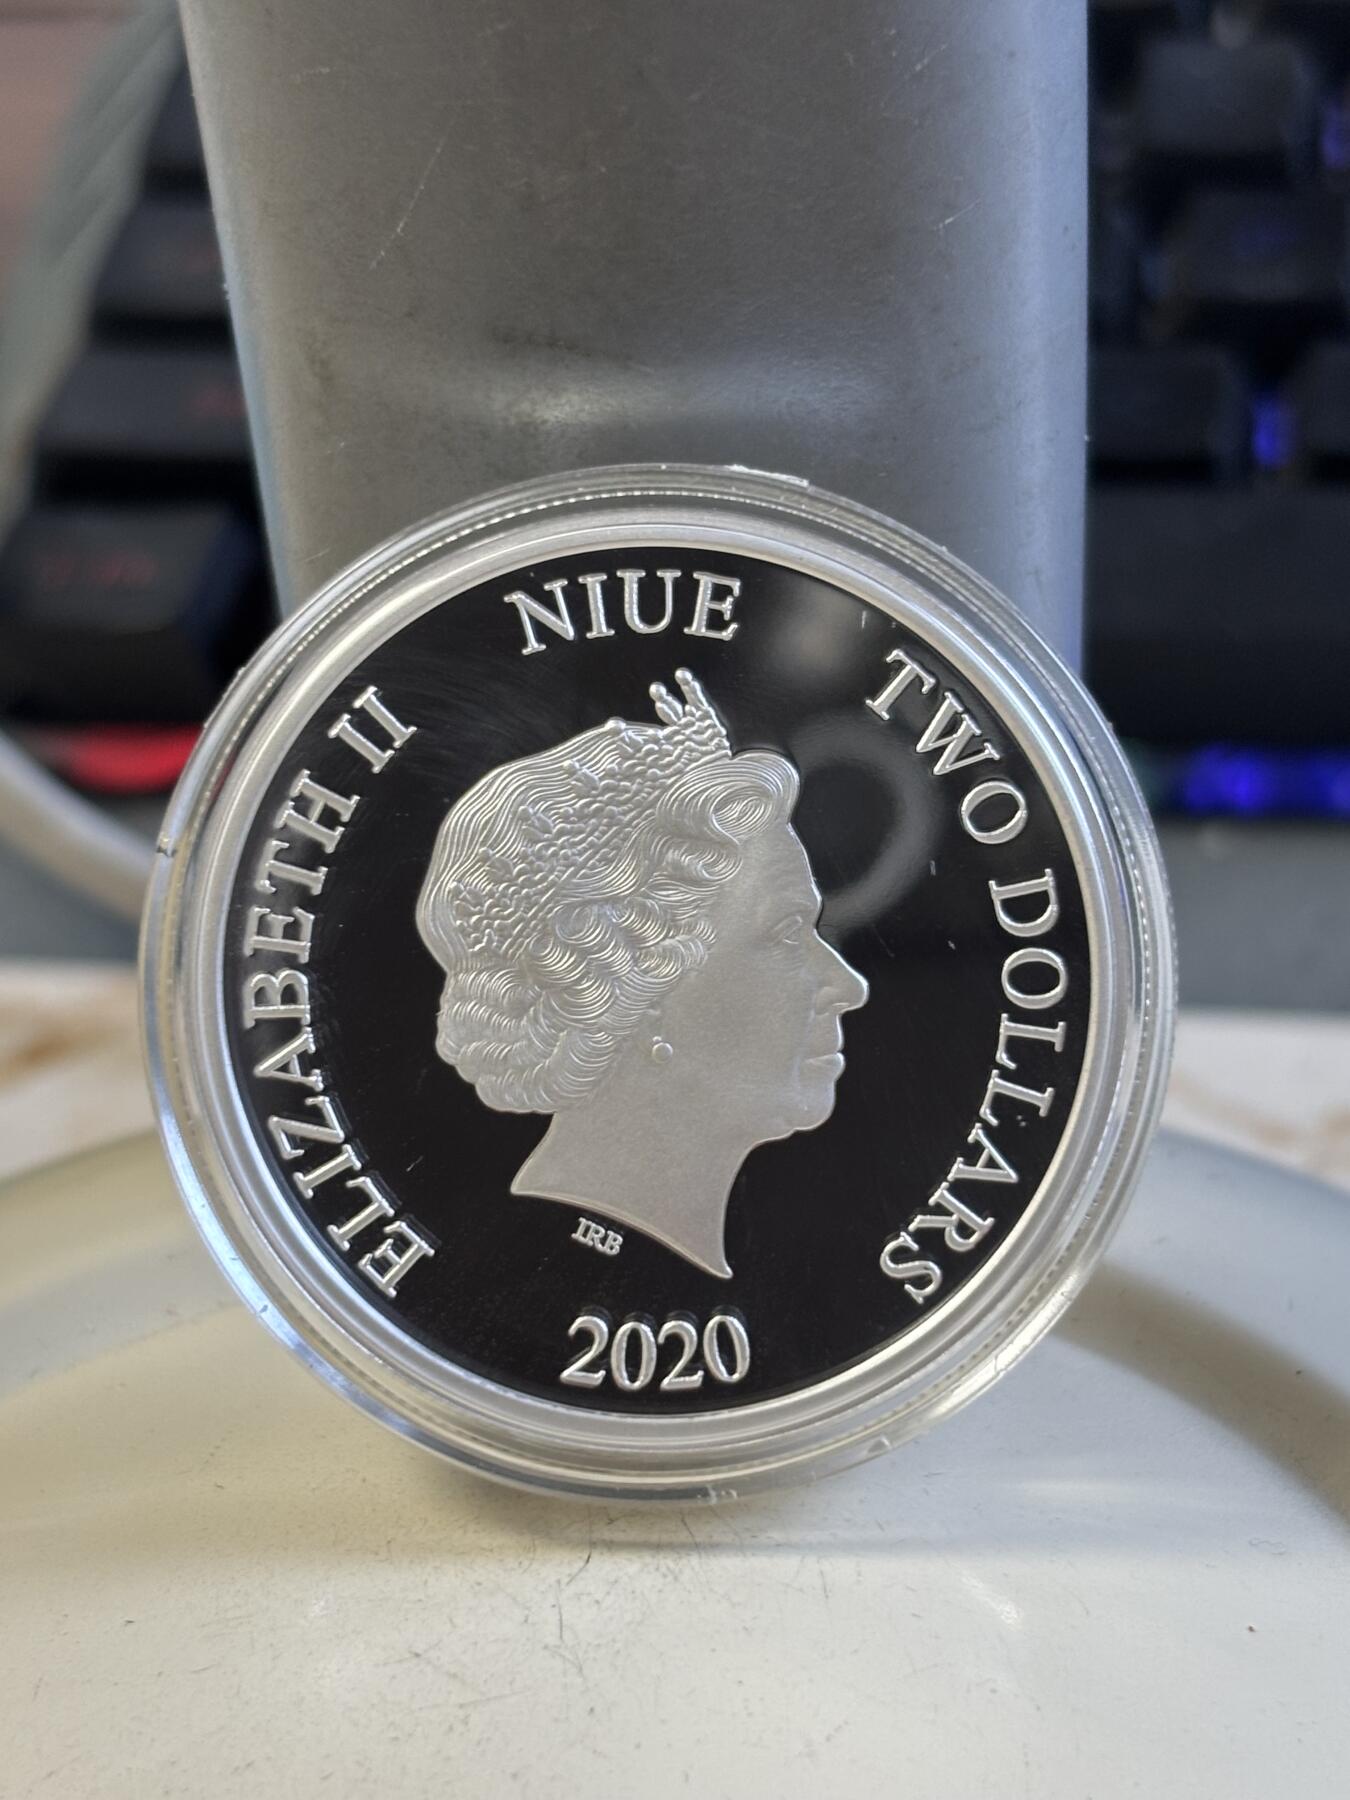 ELIZABETH II
NIUE
TWO DOLLARS
IRB
2020